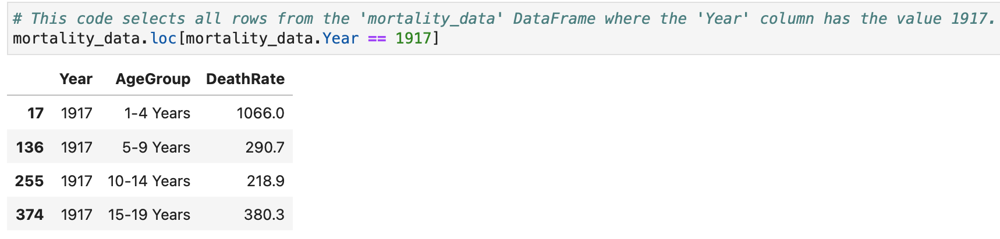 # This code selects all rows from the 'mortality_data' DataFrame where the 'Year' column has the value 1917.
mortality_data.loc[mortality_data.Year == 1917]
Year AgeGroup DeathRate
17 1917 1-4 Years 1066.0
136 1917 5-9 Years 290.7
255 1917 10-14 Years 218.9
374 1917 15-19 Years 380.3